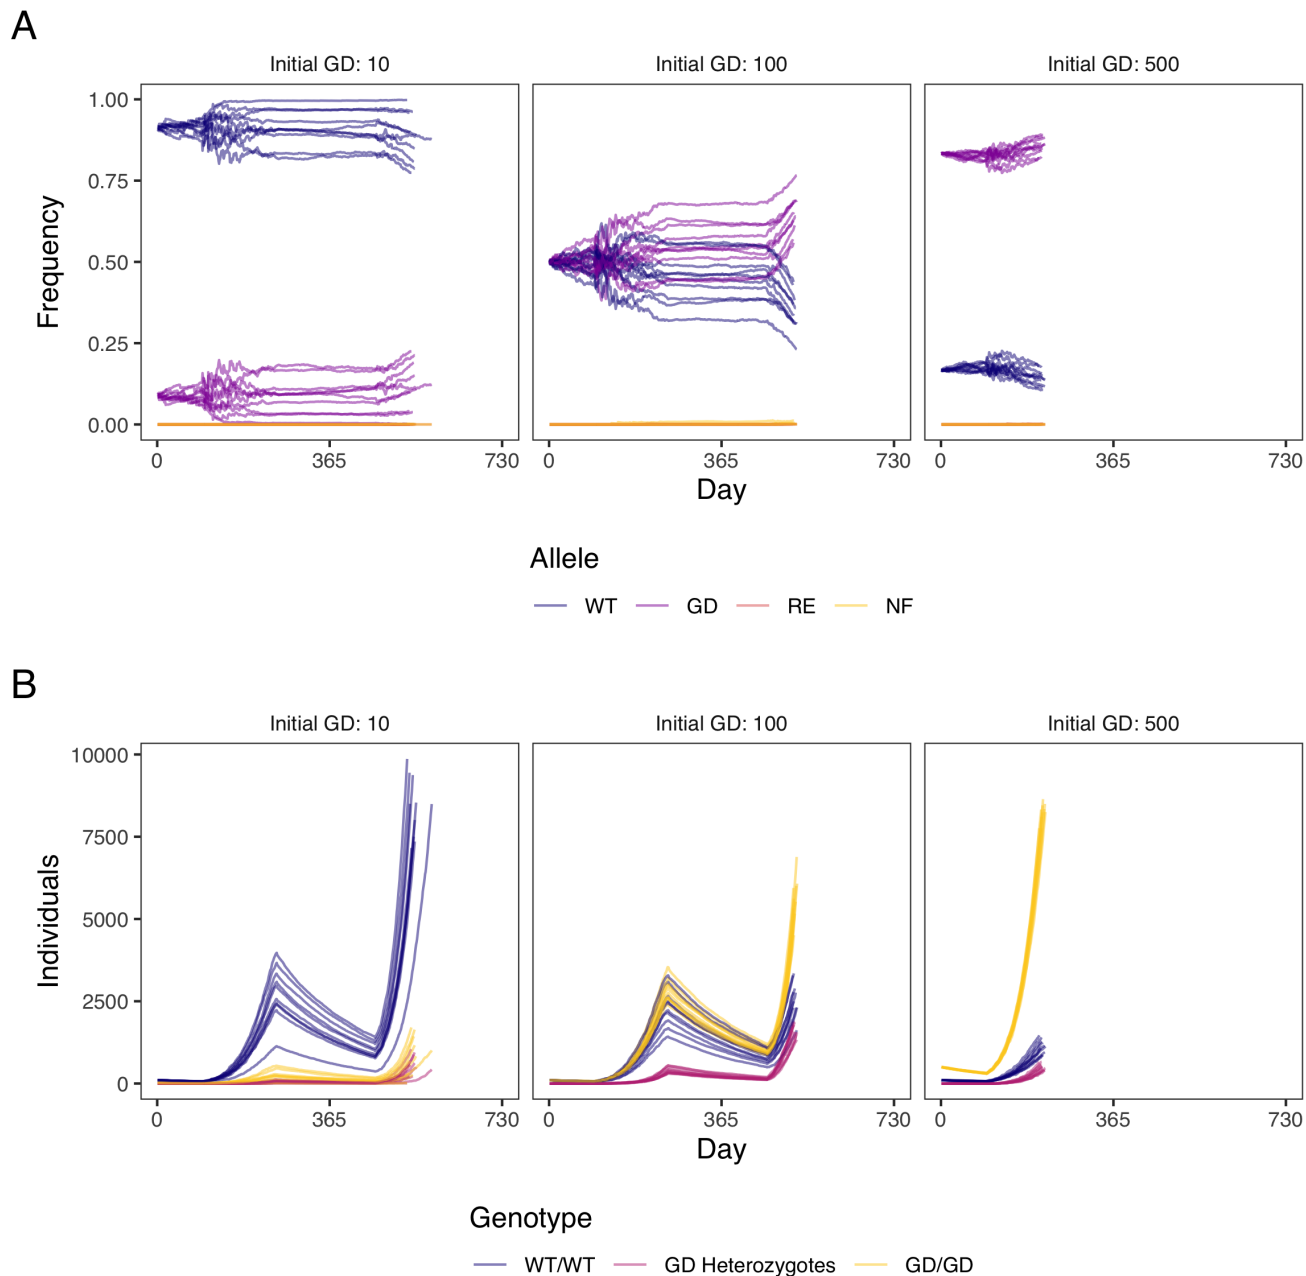 A
Initial GD: 10
Initial GD: 100
Initial GD: 500
Frequency
1.00
0.75
0.50
0.25
0.00
0 365 730
0 365 730
0 365 730
Day
Allele
WT GD RE NF
B
Initial GD: 10
Initial GD: 100
Initial GD: 500
Individuals
10000
7500
5000
2500
0
0 365 730
0 365 730
0 365 730
Day
Genotype
WT/WT GD Heterozygotes GD/GD